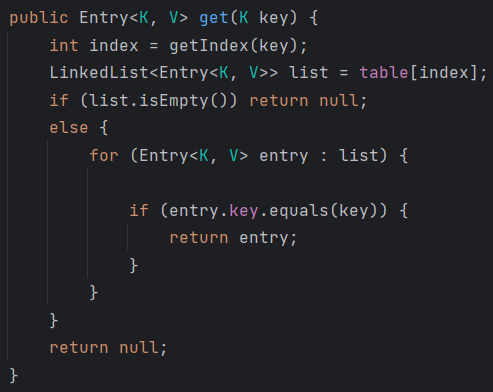 public Entry<K, V> get(K key) {
    int index = getIndex(key);
    LinkedList<Entry<K, V>> list = table[index];
    if (list.isEmpty()) return null;
    else {
        for (Entry<K, V> entry : list) {

            if (entry.key.equals(key)) {
                return entry;
            }
        }
    }
    return null;
}